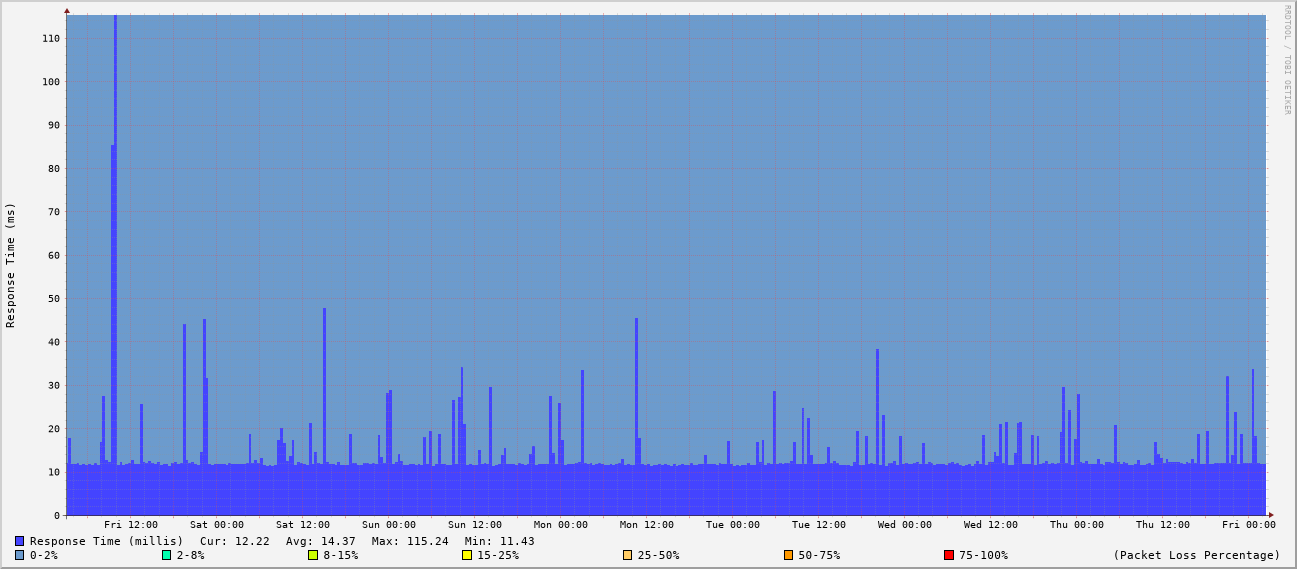 RRDTOOL / TOBI OETIKER
Response Time (ms)
110
100
90
80
70
60
50
40
30
20
10
0
Fri 12:00 Sat 00:00 Sat 12:00 Sun 00:00 Sun 12:00 Mon 00:00 Mon 12:00 Tue 00:00 Tue 12:00 Wed 00:00 Wed 12:00 Thu 00:00 Thu 12:00 Fri 00:00
Response Time (millis) Cur: 12.22 Avg: 14.37 Max: 115.24 Min: 11.43
0-2% 2-8% 8-15% 15-25% 25-50% 50-75% 75-100% (Packet Loss Percentage)